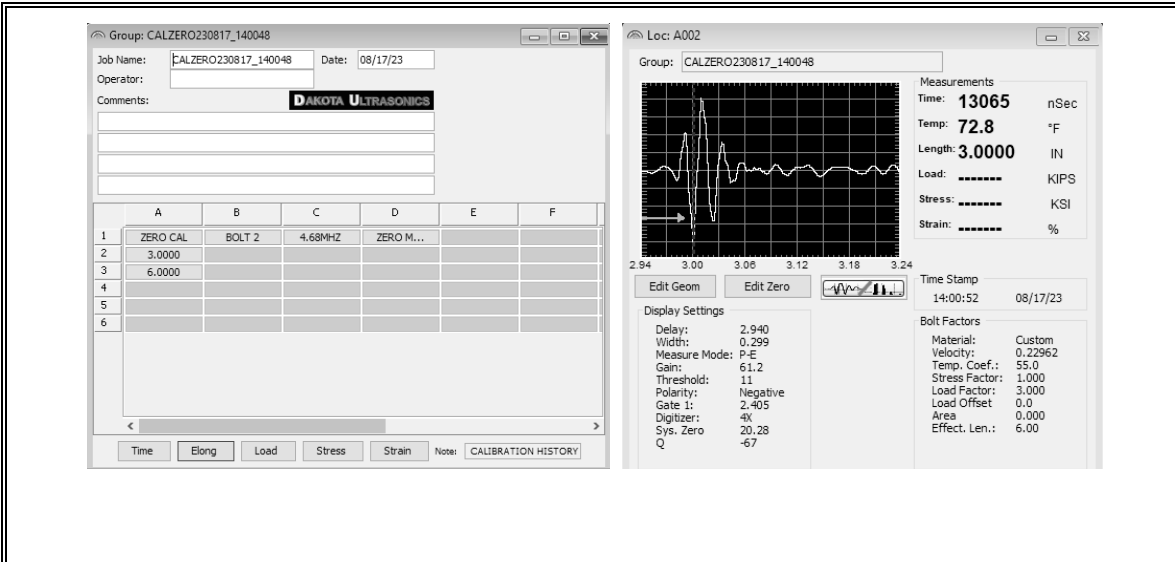 Group: CALZERO230817_140048
Job Name: CALZERO230817_140048 Date: 08/17/23
Operator:
Comments: DAKOTA ULTRASONICS
A B C D E F
1 ZERO CAL BOLT 2 4.68MHZ ZERO M...
2 3.0000
3 6.0000
4
5
6
Time Elong Load Stress Strain Note: CALIBRATION HISTORY
Loc: A002
Group: CALZERO230817_140048
Measurements
Time: 13065 nSec
Temp: 72.8 °F
Length: 3.0000 IN
Load: ------- KIPS
Stress: ------- KSI
Strain: ------- %
2.94 3.00 3.06 3.12 3.18 3.24
Edit Geom Edit Zero
Time Stamp
14:00:52 08/17/23
Display Settings
Delay: 2.940
Width: 0.299
Measure Mode: P-E
Gain: 61.2
Threshold: 11
Polarity: Negative
Gate 1: 2.405
Digitizer: 4X
Sys. Zero 20.28
Q -67
Bolt Factors
Material: Custom
Velocity: 0.22962
Temp. Coef.: 55.0
Stress Factor: 1.000
Load Factor: 3.000
Load Offset 0.0
Area 0.000
Effect. Len.: 6.00